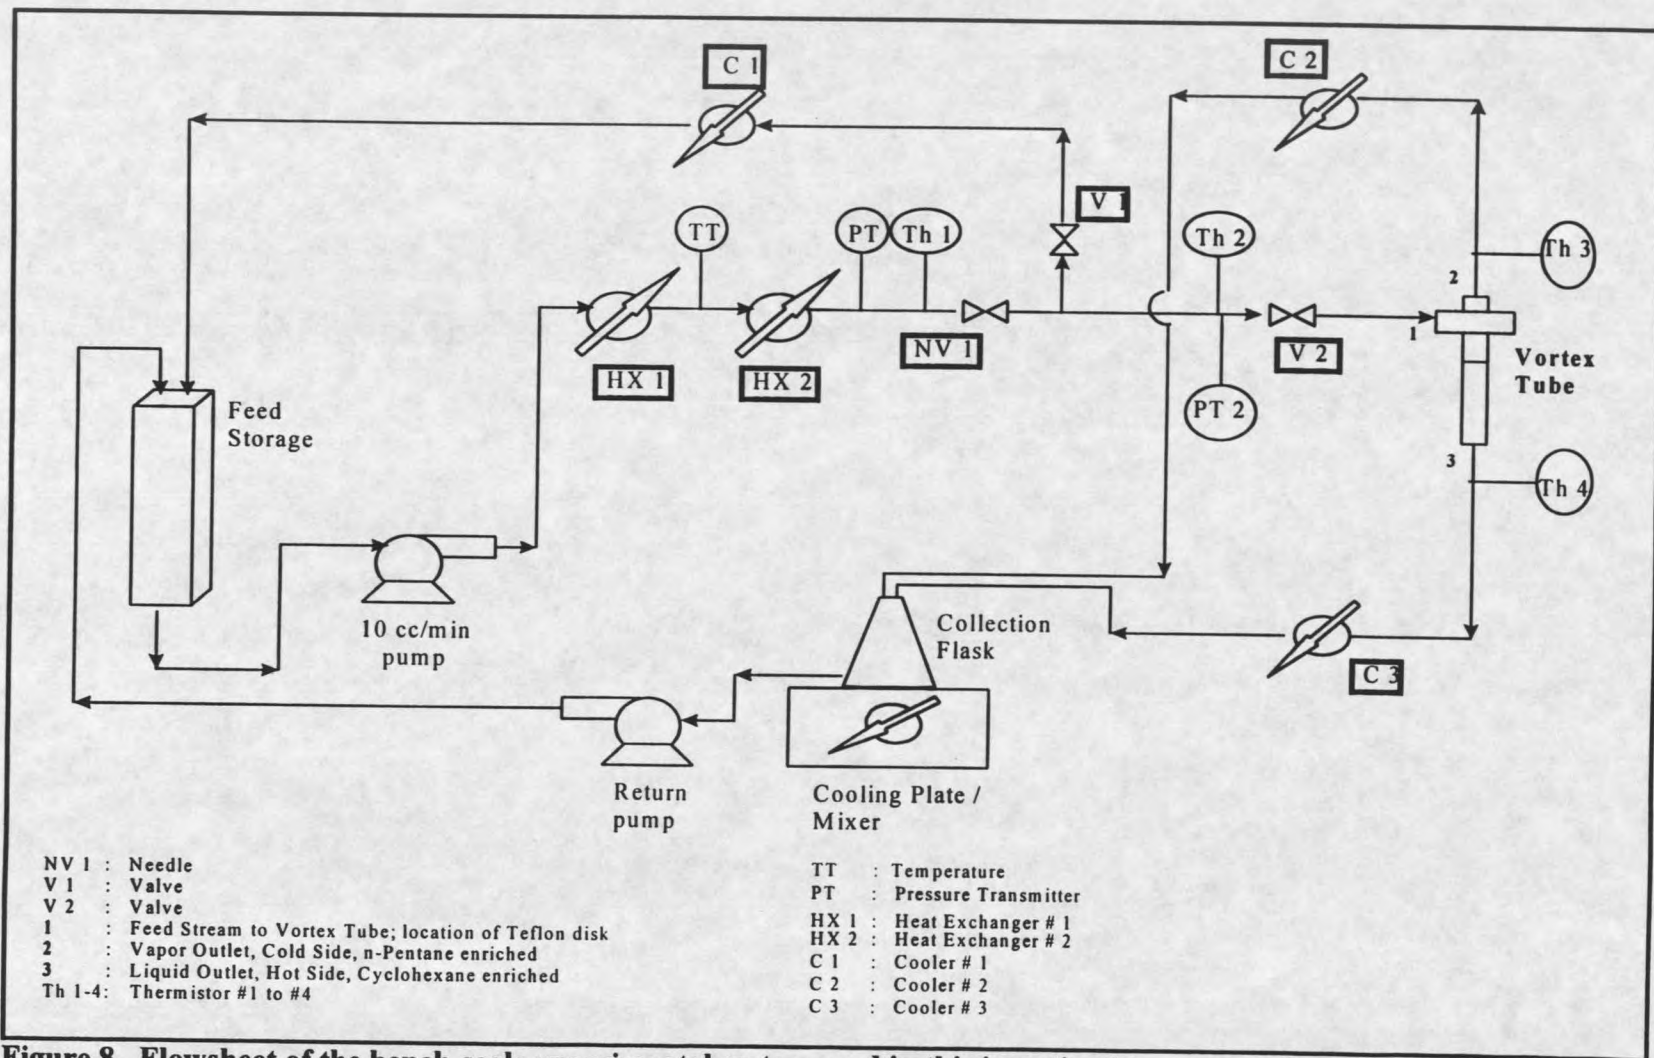 C 1
C 2
V 1
TT
PT
Th 1
Th 2
Th 3
2
1
NV 1
V 2
HX 1
HX 2
Vortex
Tube
PT 2
Feed
Storage
3
Th 4
10 cc/min
pump
Collection
Flask
C 3
Return
pump
Cooling Plate /
Mixer
NV 1 : Needle
V 1 : Valve
V 2 : Valve
1 : Feed Stream to Vortex Tube; location of Teflon disk
2 : Vapor Outlet, Cold Side, n-Pentane enriched
3 : Liquid Outlet, Hot Side, Cyclohexane enriched
Th 1-4: Thermistor #1 to #4
TT : Temperature
PT : Pressure Transmitter
HX 1 : Heat Exchanger # 1
HX 2 : Heat Exchanger # 2
C 1 : Cooler # 1
C 2 : Cooler # 2
C 3 : Cooler # 3
Figure 8. Flowsheet of the bench-scale experimental